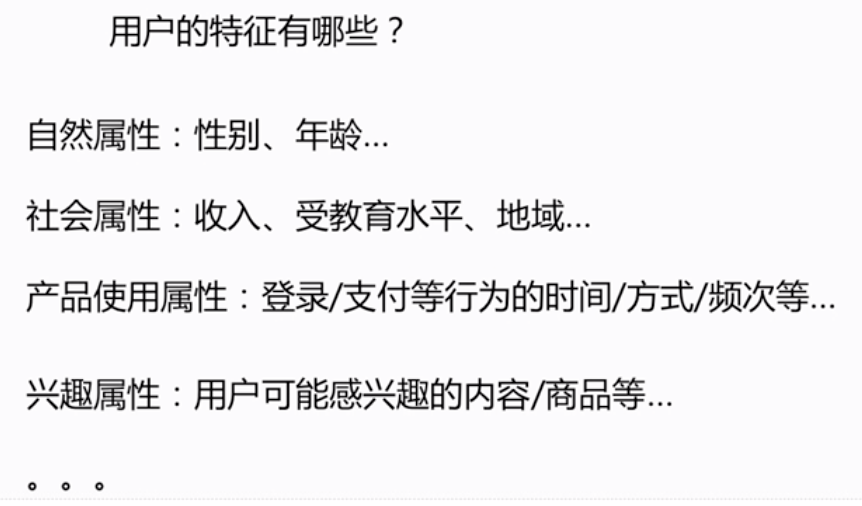 用户的特征有哪些？
自然属性：性别、年龄...
社会属性：收入、受教育水平、地域...
产品使用属性：登录/支付等行为的时间/方式/频次等...
兴趣属性：用户可能感兴趣的内容/商品等...
。。。